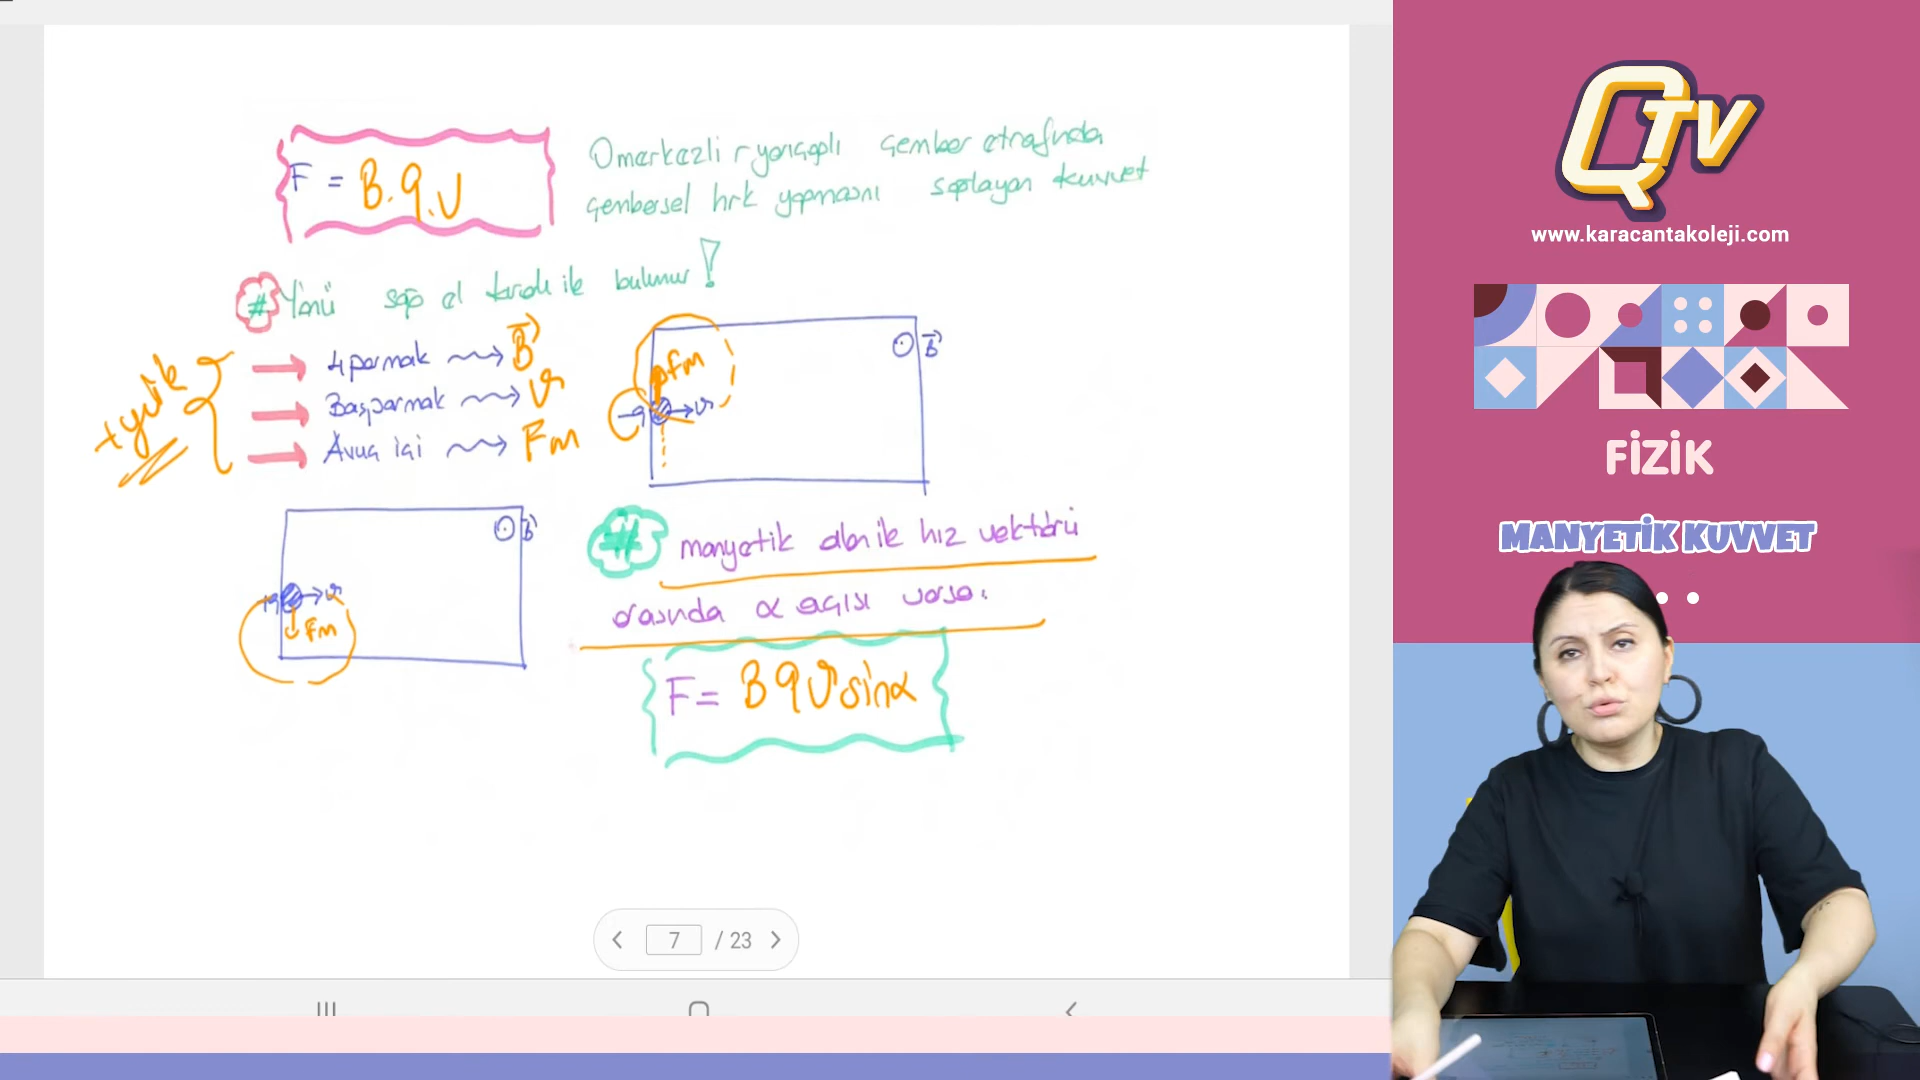 F = B.q.v
O merkezli r yarıçaplı çember etrafında
çembersel hrk yapmasını sağlayan kuvvet
# Yönü sağ el kuralı ile bulunur !
+ yük
4 parmak → B
Başparmak → v
Avuç içi → Fm
Fm
-q
v
B
+q
v
Fm
B
# manyetik alan ile hız vektörü
arasında α açısı varsa.
F = B q v sinα
7 / 23
QTV
www.karacantakoleji.com
FİZİK
MANYETİK KUVVET